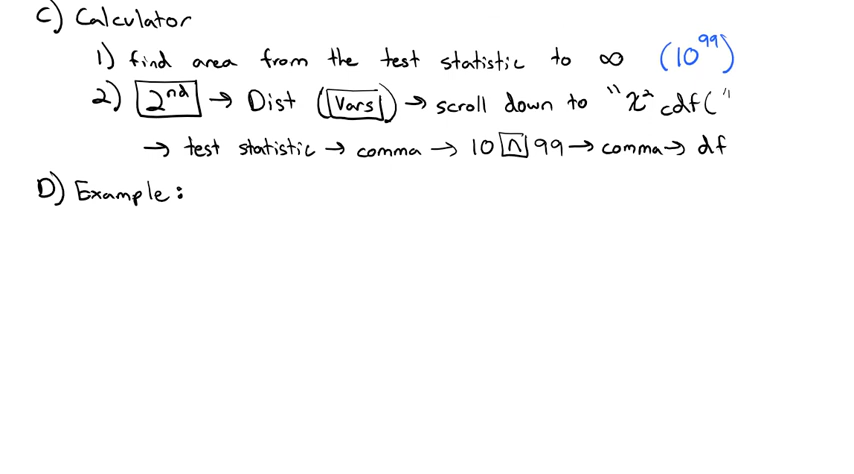 C) Calculator
1) find area from the test statistic to ∞ (10^99)
2) 2nd → Dist (Vars) → scroll down to "χ² cdf("
→ test statistic → comma → 10 ^ 99 → comma → df
D) Example: